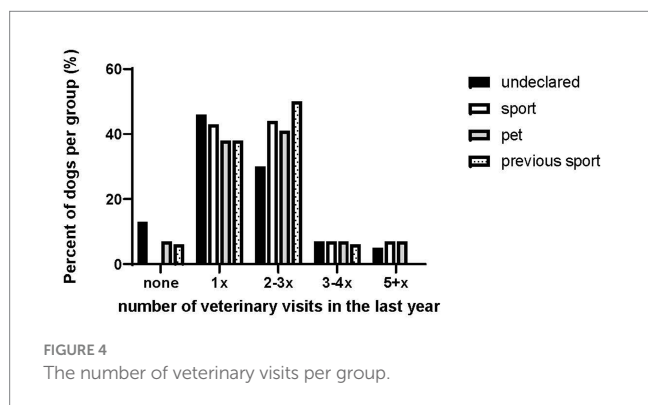 60
40
20
0
Percent of dogs per group (%)
none 1x 2-3x 3-4x 5+x
number of veterinary visits in the last year
undeclared
sport
pet
previous sport
FIGURE 4
The number of veterinary visits per group.